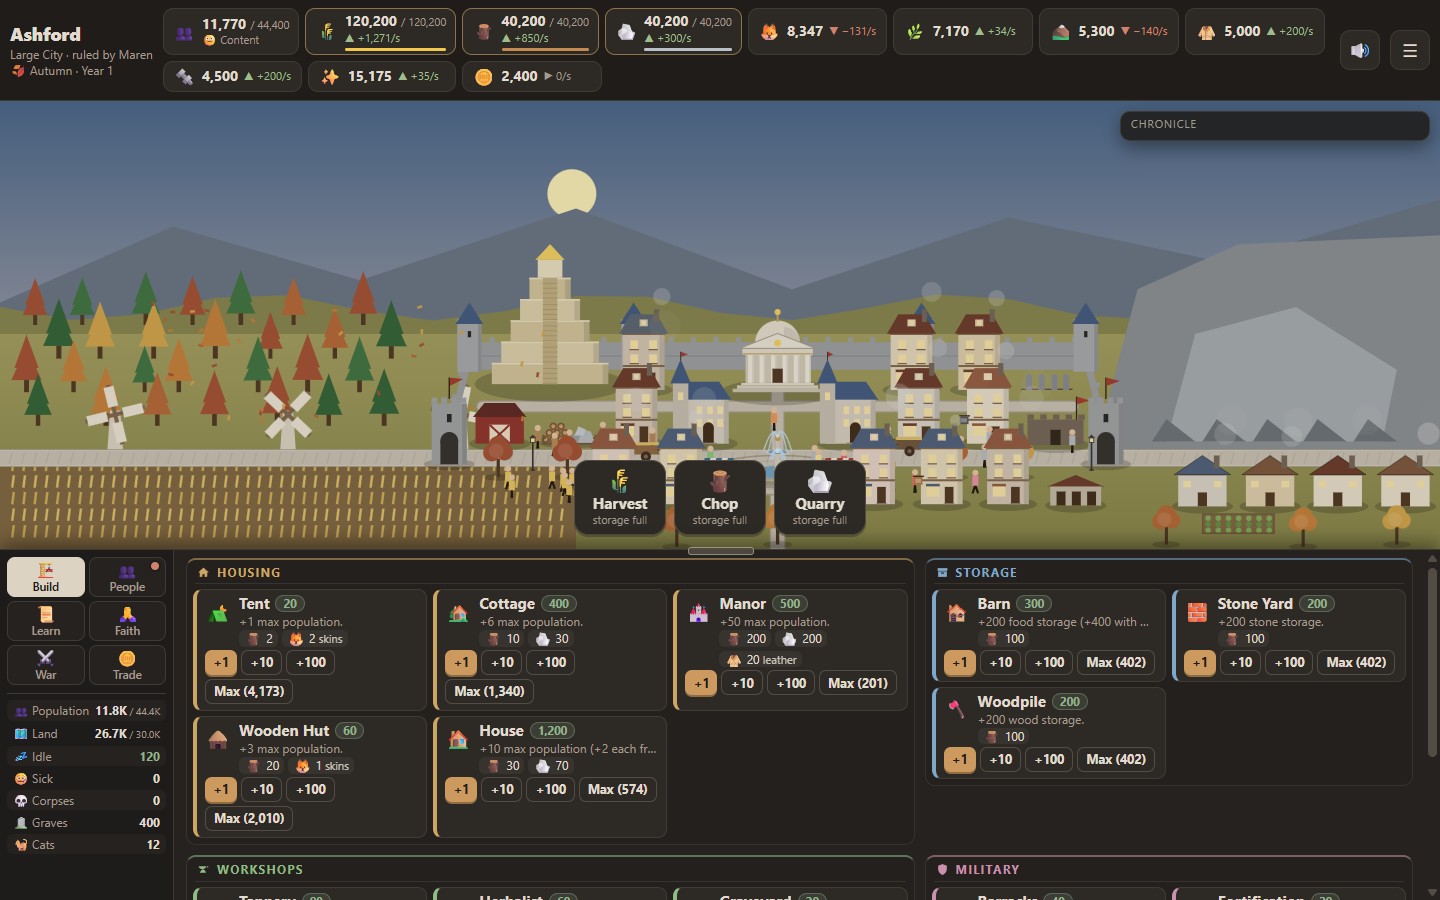 Ashford
Large City · ruled by Maren
Autumn · Year 1
11,770 / 44,400
Content
120,200 / 120,200
▲ +1,271/s
40,200 / 40,200
▲ +850/s
40,200 / 40,200
▲ +300/s
8,347 ▼ −131/s
7,170 ▲ +34/s
5,300 ▼ −140/s
5,000 ▲ +200/s
4,500 ▲ +200/s
15,175 ▲ +35/s
2,400 ▶ 0/s
CHRONICLE
Harvest
storage full
Chop
storage full
Quarry
storage full
Build
People
Learn
Faith
War
Trade
Population 11.8K / 44.4K
Land 26.7K / 30.0K
Idle 120
Sick 0
Corpses 0
Graves 400
Cats 12
HOUSING
Tent 20
+1 max population.
2 2 skins
+1 +10 +100
Max (4,173)
Cottage 400
+6 max population.
10 30
+1 +10 +100
Max (1,340)
Manor 500
+50 max population.
200 200
20 leather
+1 +10 +100 Max (201)
Wooden Hut 60
+3 max population.
20 1 skins
+1 +10 +100
Max (2,010)
House 1,200
+10 max population (+2 each fr...
30 70
+1 +10 +100 Max (574)
STORAGE
Barn 300
+200 food storage (+400 with ...
100
+1 +10 +100 Max (402)
Stone Yard 200
+200 stone storage.
100
+1 +10 +100 Max (402)
Woodpile 200
+200 wood storage.
100
+1 +10 +100 Max (402)
WORKSHOPS
MILITARY